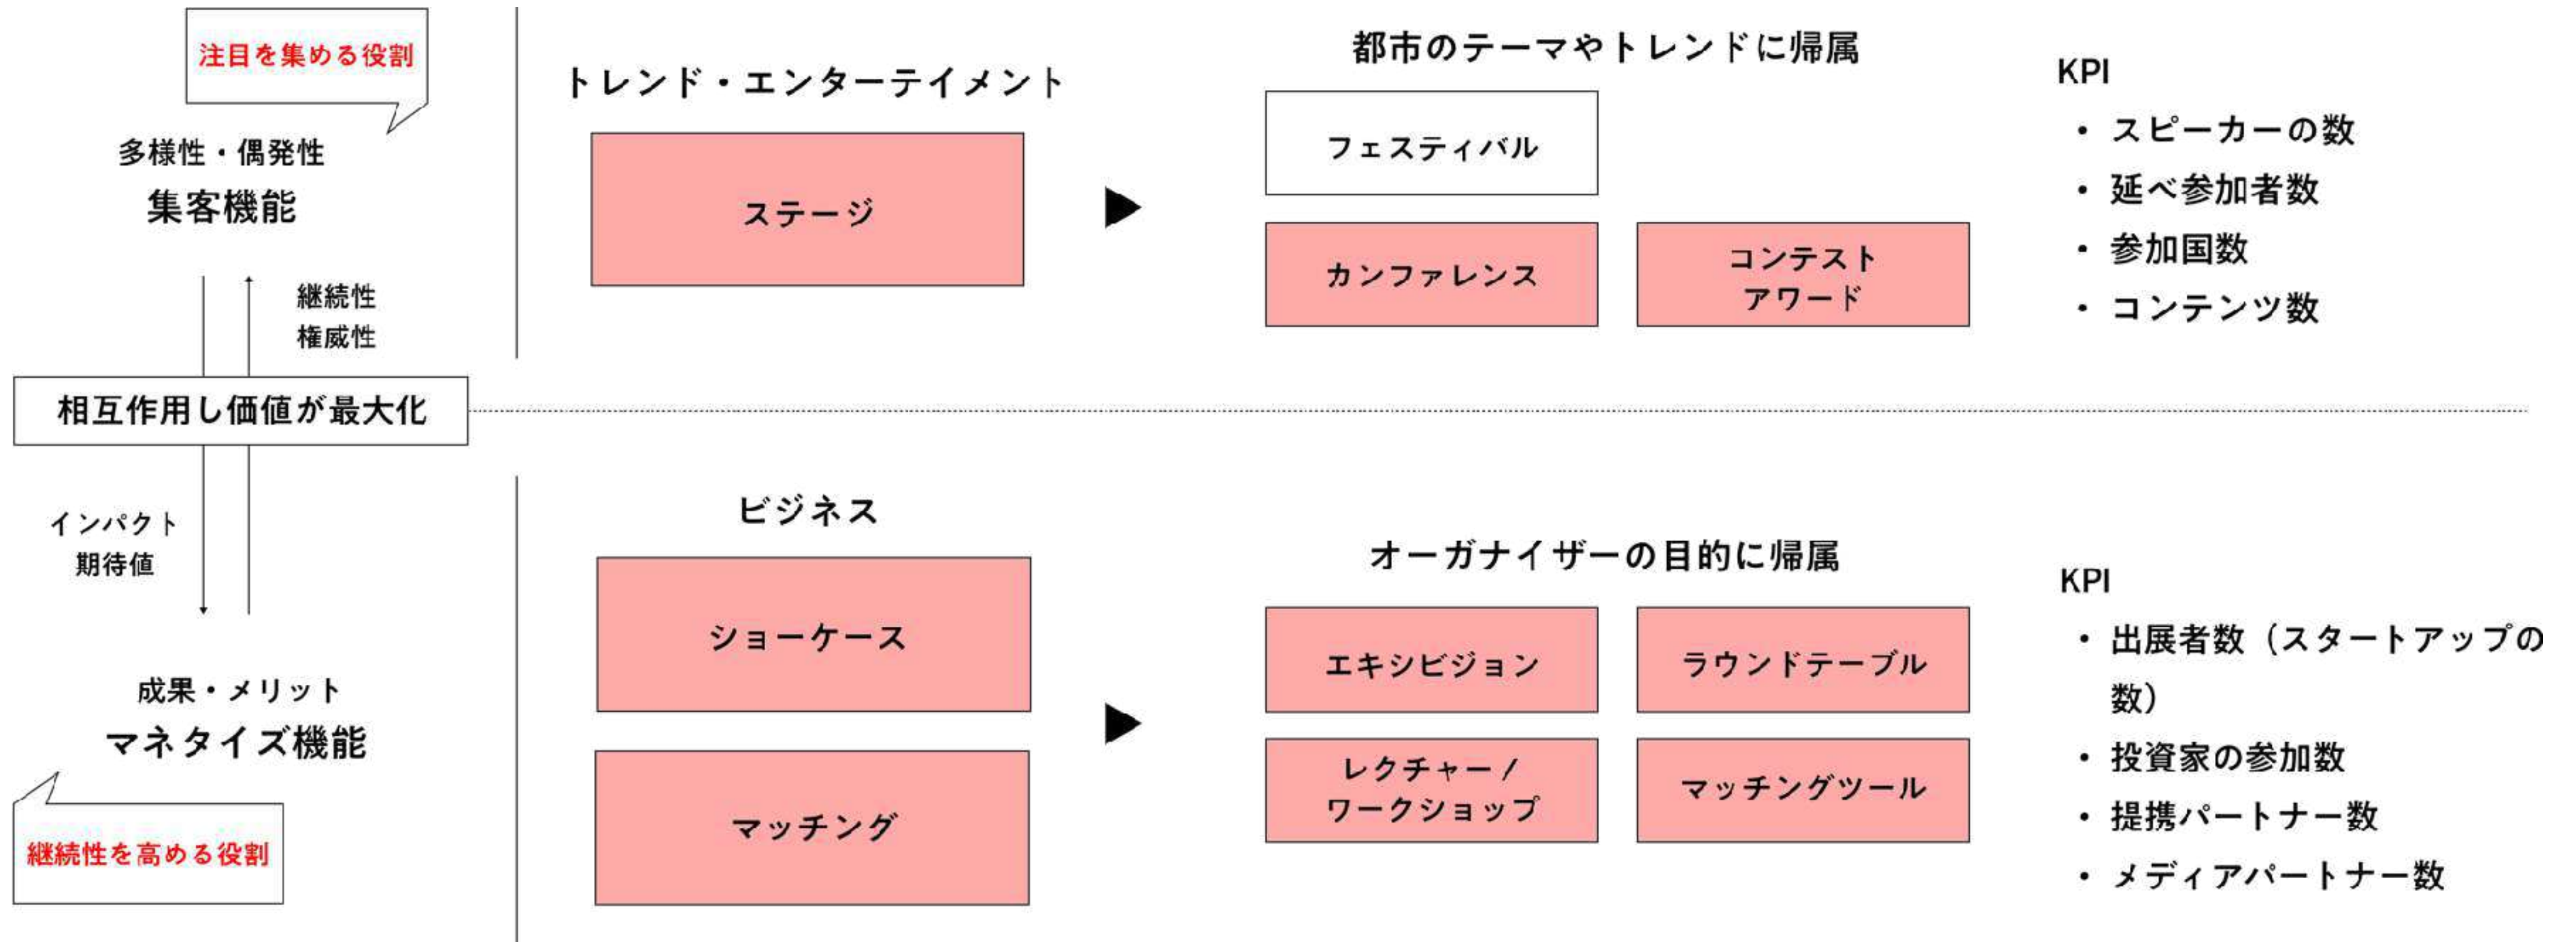 注目を集める役割
多様性・偶発性
集客機能
継続性
権威性
相互作用し価値が最大化
インパクト
期待値
成果・メリット
マネタイズ機能
継続性を高める役割
トレンド・エンターテイメント
ステージ
都市のテーマやトレンドに帰属
フェスティバル
カンファレンス
コンテスト
アワード
KPI
・ スピーカーの数
・ 延べ参加者数
・ 参加国数
・ コンテンツ数
ビジネス
ショーケース
マッチング
オーガナイザーの目的に帰属
エキシビジョン
ラウンドテーブル
レクチャー /
ワークショップ
マッチングツール
KPI
・ 出展者数（スタートアップの
数）
・ 投資家の参加数
・ 提携パートナー数
・ メディアパートナー数